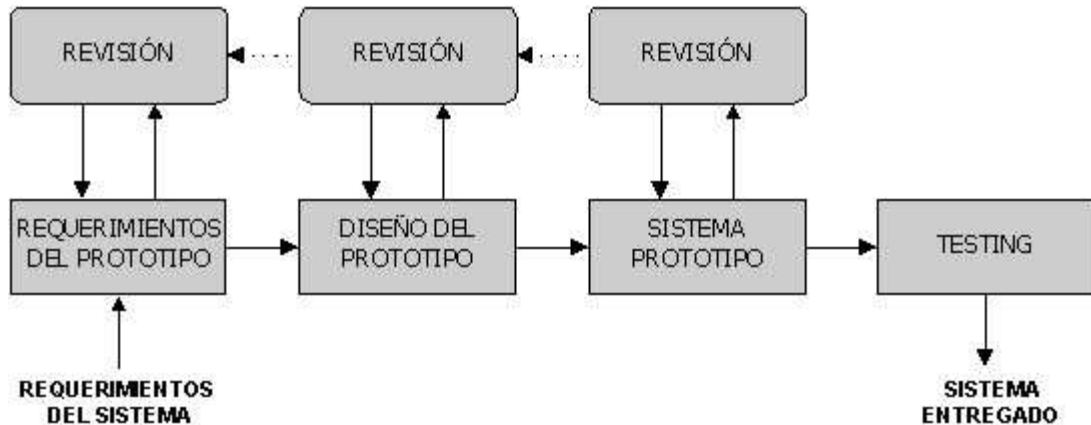 REVISIÓN
REVISIÓN
REVISIÓN
REQUERIMIENTOS
DEL PROTOTIPO
DISEÑO DEL
PROTOTIPO
SISTEMA
PROTOTIPO
TESTING
REQUERIMIENTOS
DEL SISTEMA
SISTEMA
ENTREGADO